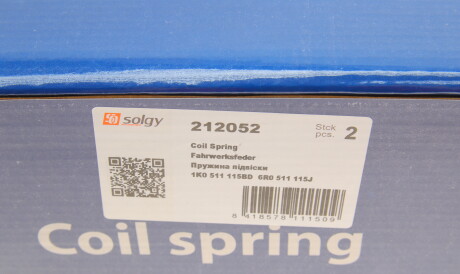 solgy
212052
Stck
pcs. 2
Coil Spring
Fahrwerksfeder
Пружина підвіски
1K0 511 115BD 6R0 511 115J
8 418578 111509
Coil spring